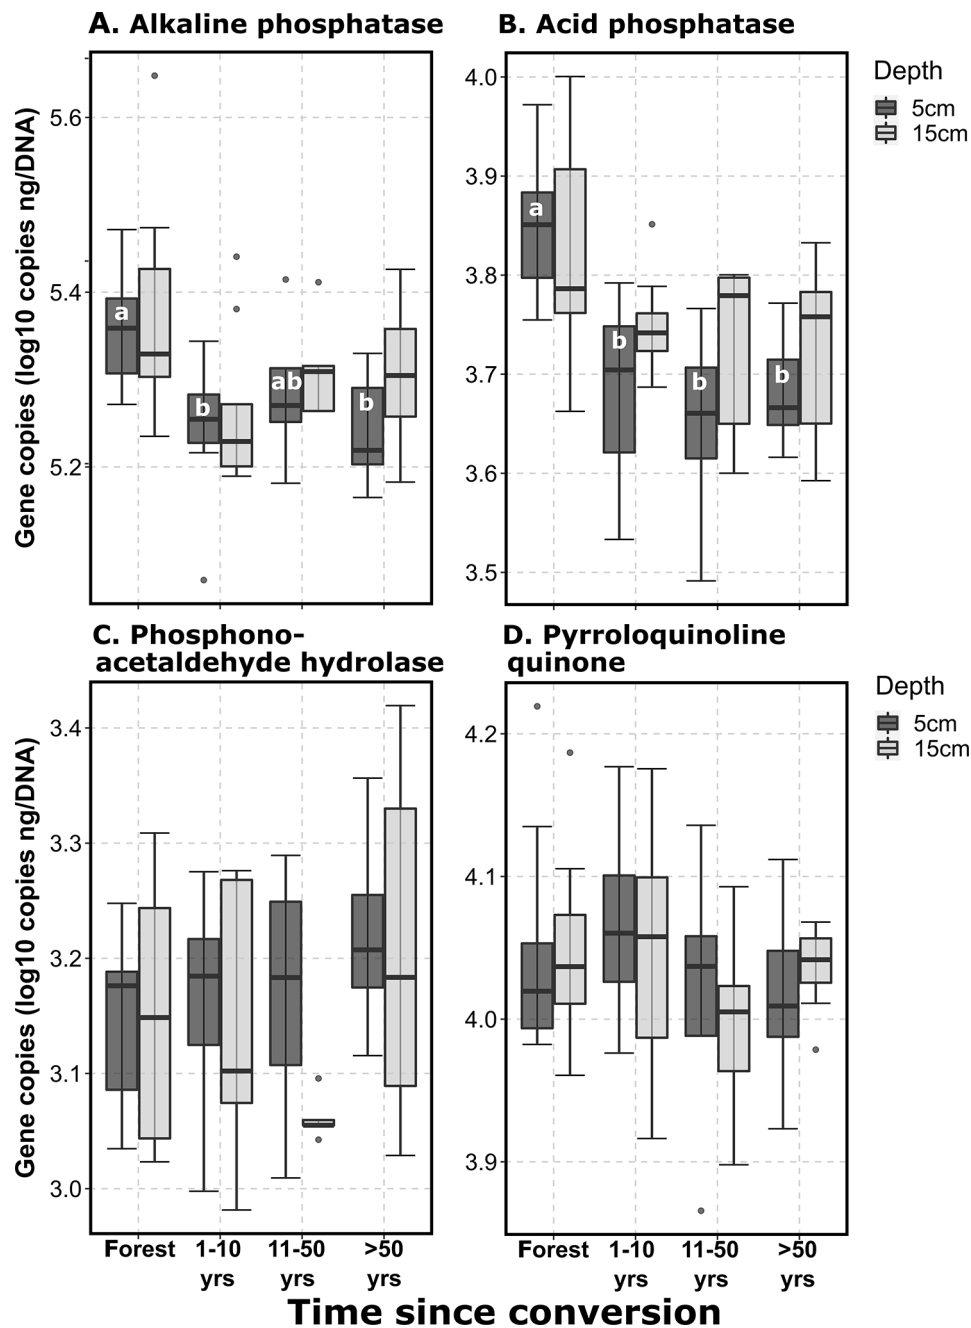 A. Alkaline phosphatase
B. Acid phosphatase
Gene copies (log10 copies ng/DNA)
5.6
5.4
5.2
a
b
ab
b
4.0
3.9
3.8
3.7
3.6
3.5
a
b
b
b
Depth
5cm
15cm
C. Phosphono-
acetaldehyde hydrolase
D. Pyrroloquinoline
quinone
Gene copies (log10 copies ng/DNA)
3.4
3.3
3.2
3.1
3.0
4.2
4.1
4.0
3.9
Depth
5cm
15cm
Forest 1-10 11-50 >50
yrs yrs yrs
Forest 1-10 11-50 >50
yrs yrs yrs
Time since conversion